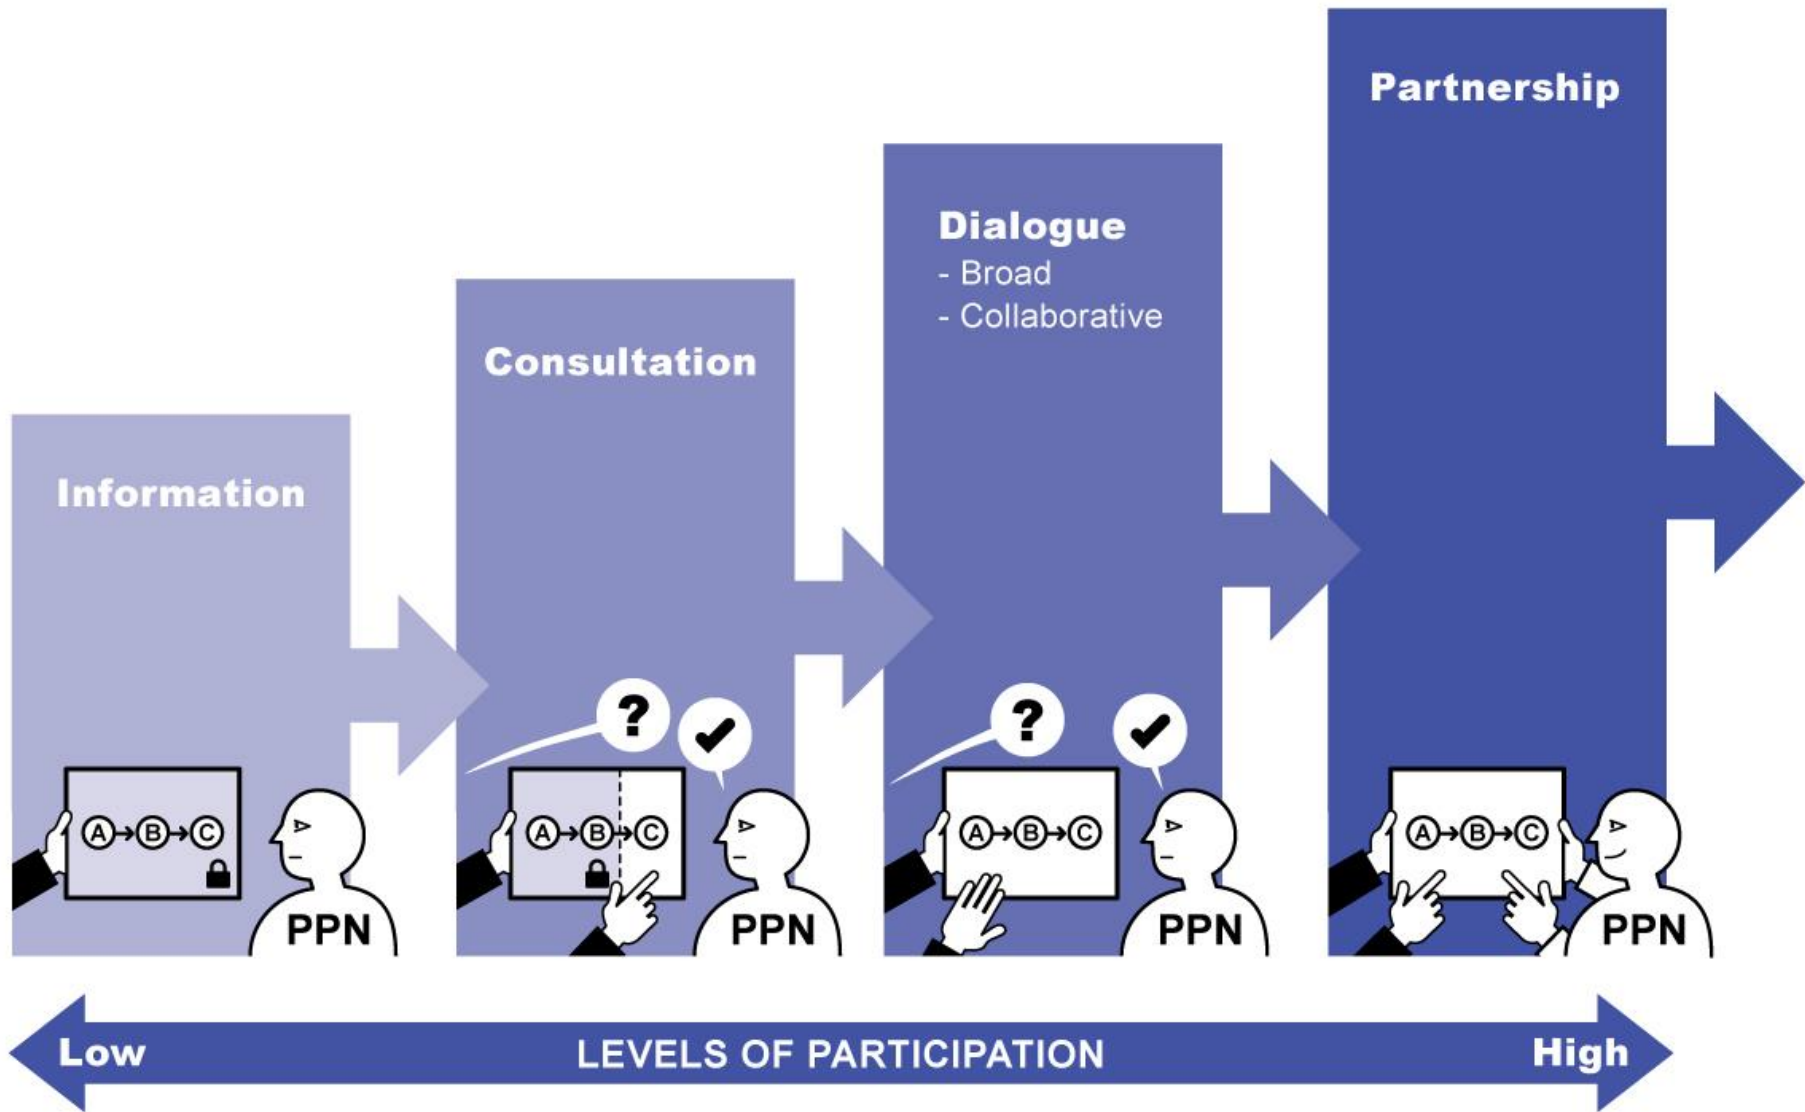 Partnership
Dialogue
- Broad
- Collaborative
Consultation
Information
?
?
A B C
A B C
A B C
A B C
PPN
PPN
PPN
PPN
Low
LEVELS OF PARTICIPATION
High